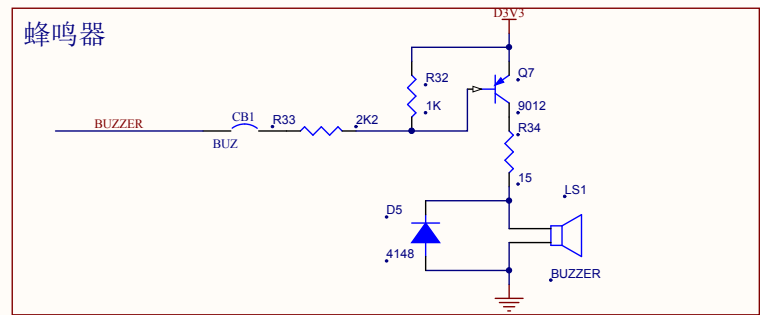 蜂鸣器
D3V3
R32
1K
Q7
9012
BUZZER
CB1
BUZ
R33
2K2
R34
15
D5
4148
LS1
BUZZER